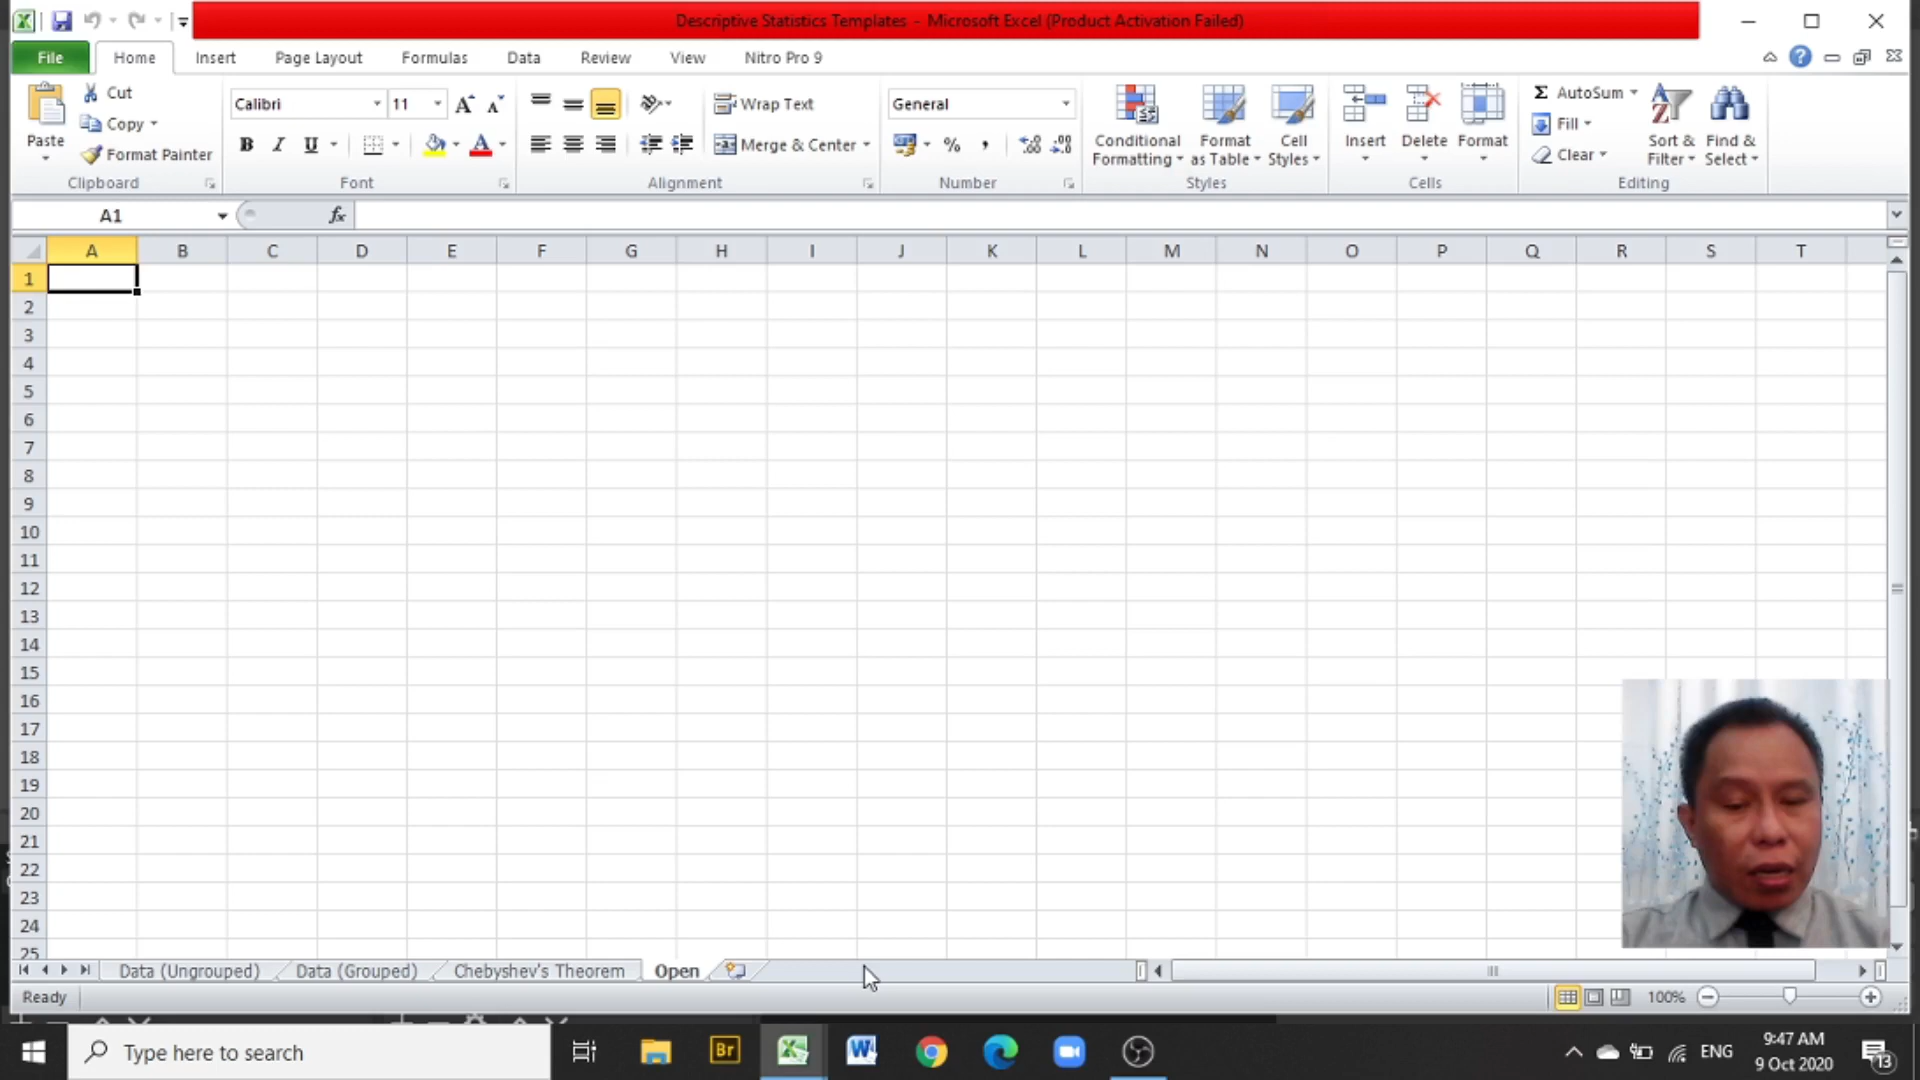 Descriptive Statistics Templates - Microsoft Excel (Product Activation Failed)
File Home Insert Page Layout Formulas Data Review View Nitro Pro 9
Paste
Cut
Copy
Format Painter
Clipboard
Calibri 11
B I U
Font
Wrap Text
Merge & Center
Alignment
General
%
Number
Conditional Formatting
Format as Table
Cell Styles
Styles
Insert Delete Format
Cells
AutoSum
Fill
Clear
Sort & Filter
Find & Select
Editing
A1 fx
A B C D E F G H I J K L M N O P Q R S T
1
2
3
4
5
6
7
8
9
10
11
12
13
14
15
16
17
18
19
20
21
22
23
24
25
Data (Ungrouped) Data (Grouped) Chebyshev's Theorem Open
Ready 100%
Type here to search
Br
ENG
9:47 AM
9 Oct 2020
13